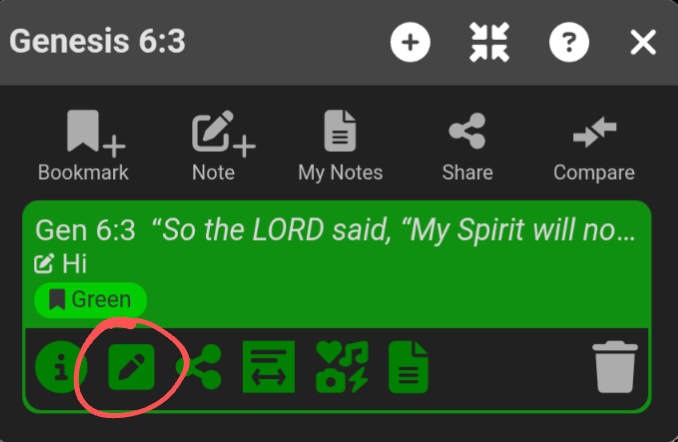 Genesis 6:3
Bookmark Note My Notes Share Compare
Gen 6:3 “So the LORD said, “My Spirit will no...
Hi
Green